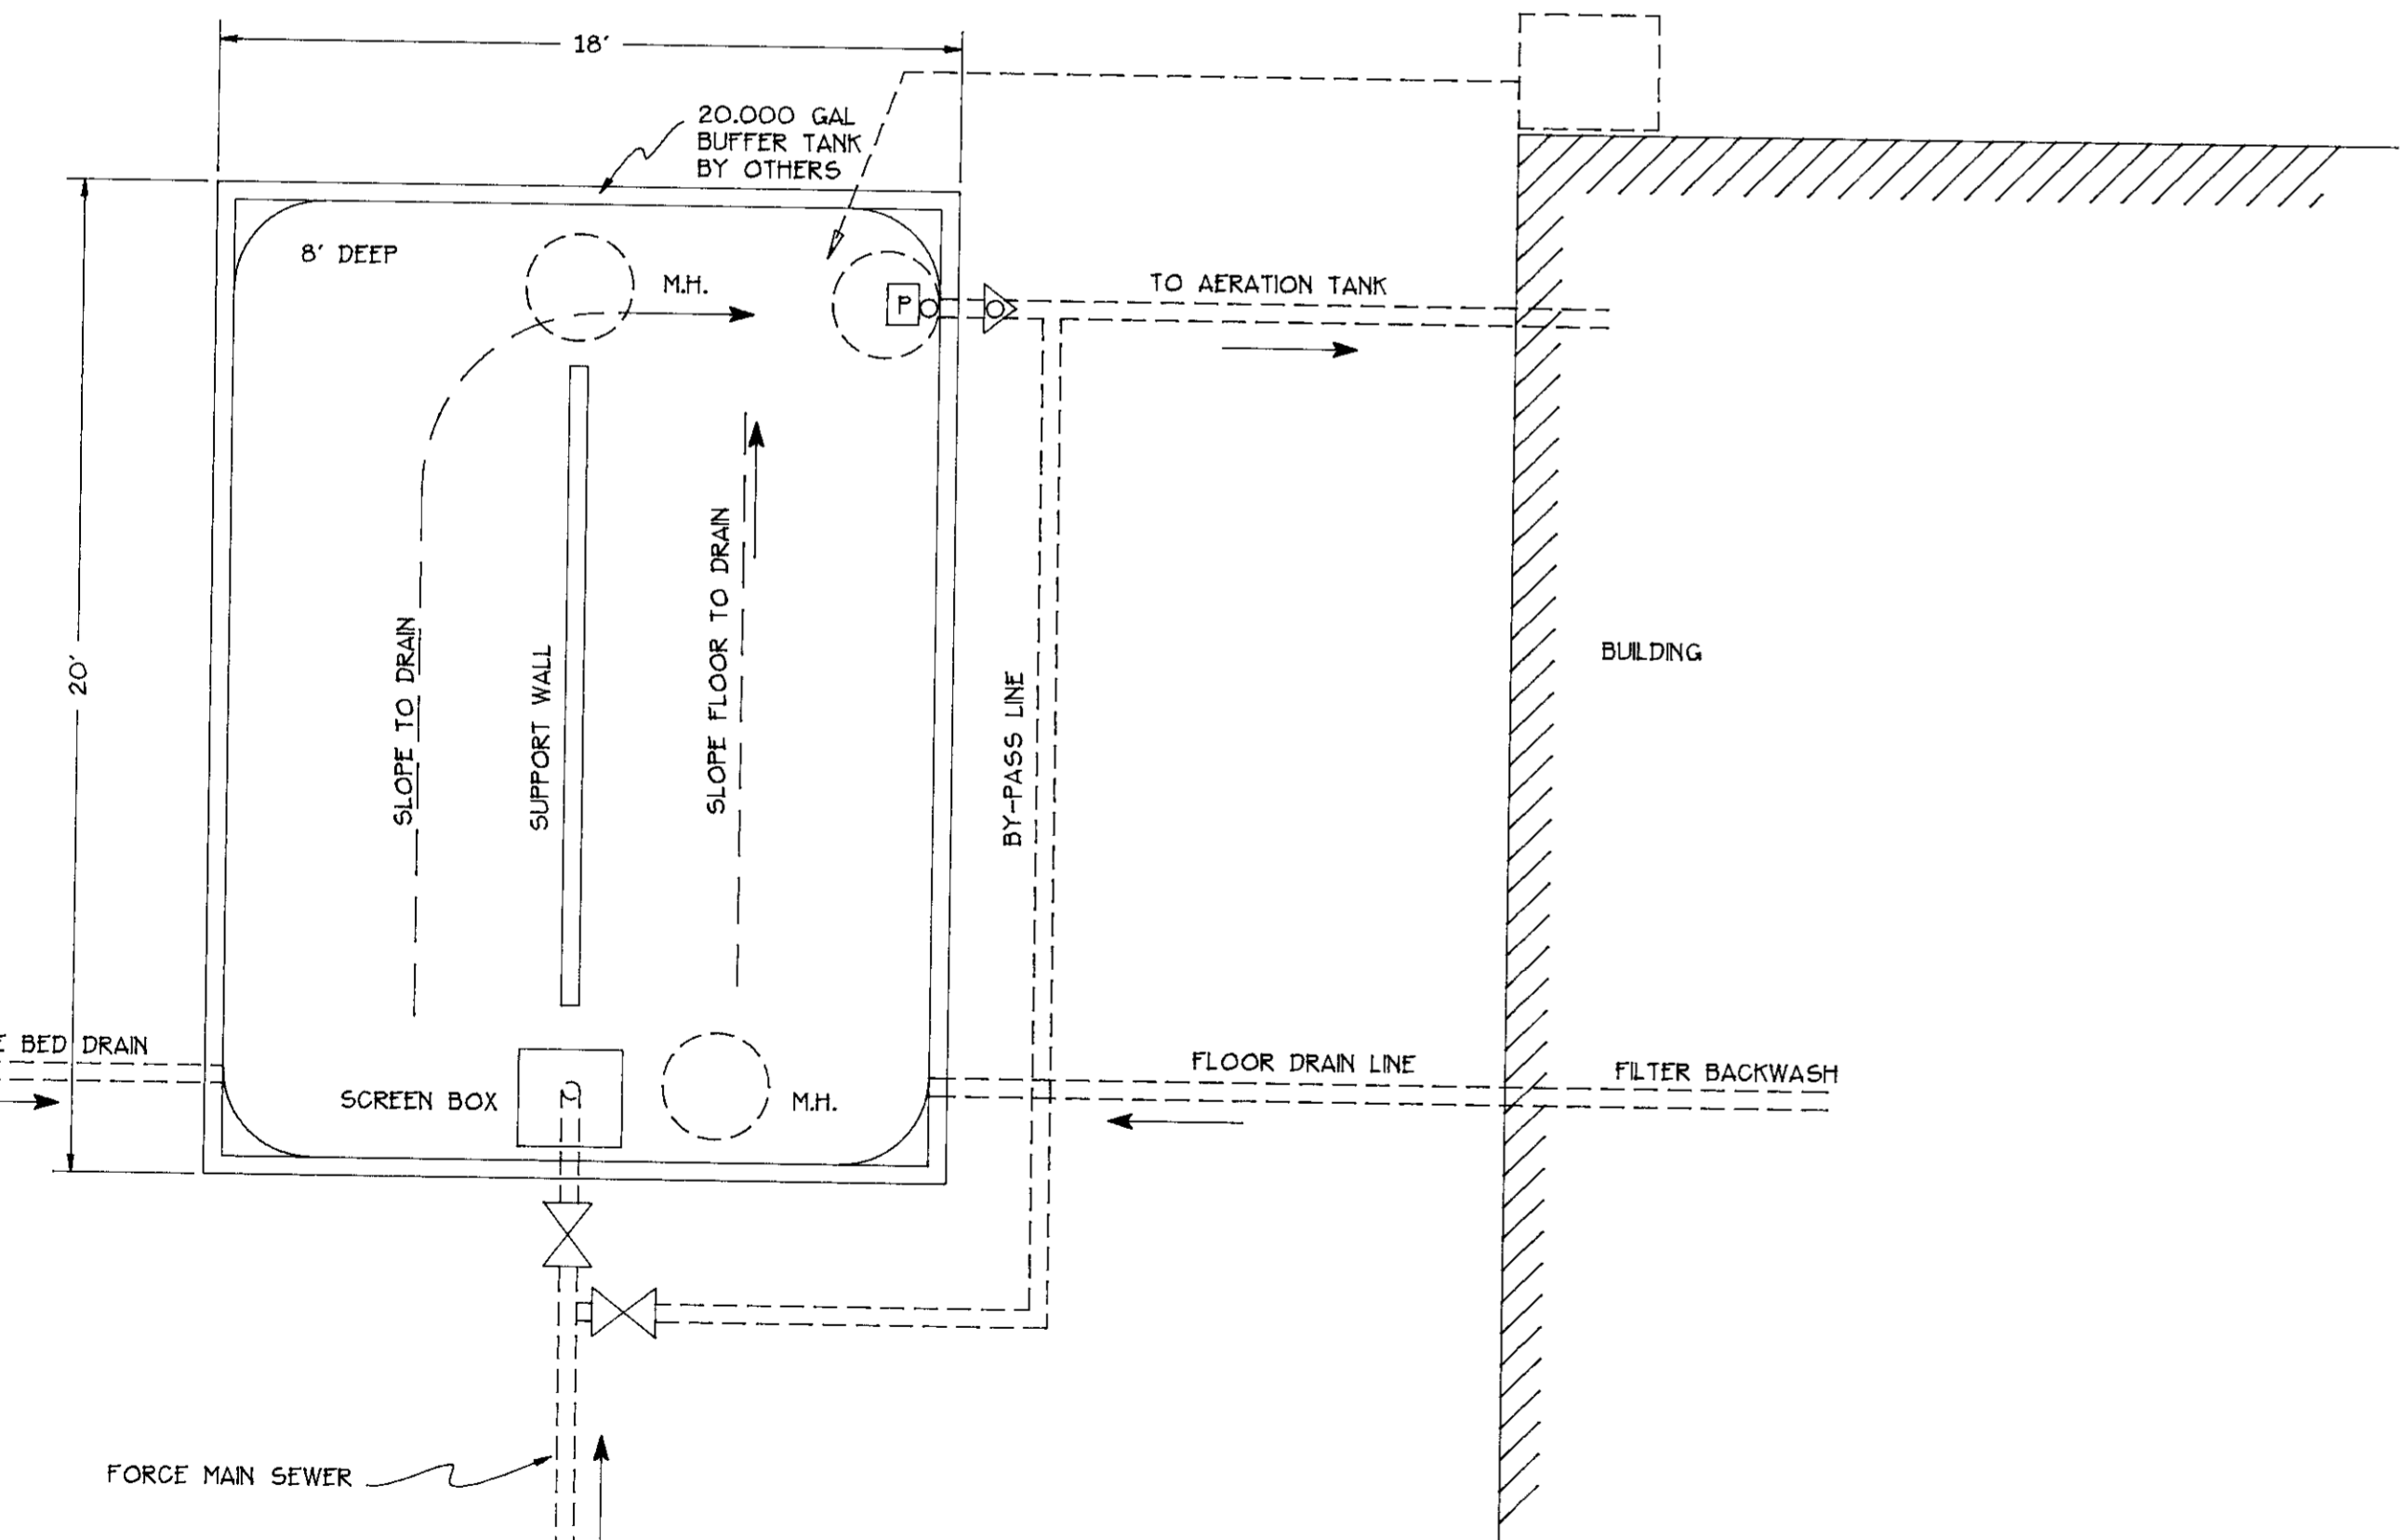 18'
20.000 GAL
BUFFER TANK
BY OTHERS
8' DEEP
M.H.
P
TO AERATION TANK
20'
SLOPE TO DRAIN
SUPPORT WALL
SLOPE FLOOR TO DRAIN
BY-PASS LINE
BUILDING
BED DRAIN
SCREEN BOX
M.H.
FLOOR DRAIN LINE
FILTER BACKWASH
FORCE MAIN SEWER